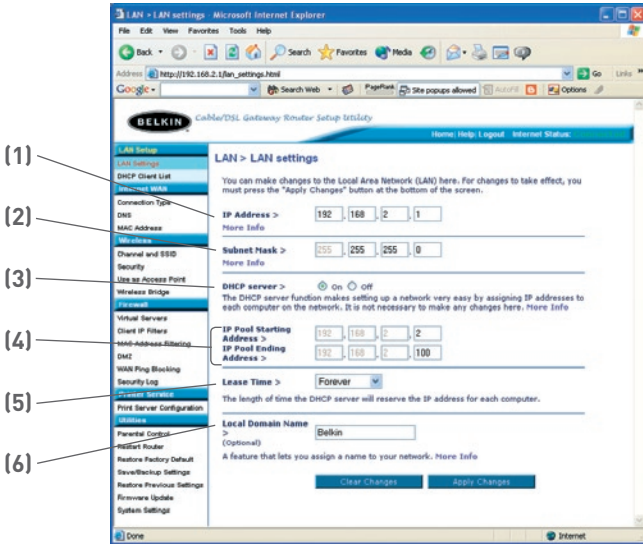 LAN > LAN settings - Microsoft Internet Explorer
File Edit View Favorites Tools Help
Back Search Favorites Media
Address http://192.168.2.1/lan_settings.html Go Links »
Google Search Web PageRank Site popups allowed AutoFill Options
BELKIN Cable/DSL Gateway Router Setup Utility
Home|Help|Logout Internet Status:
LAN Setup
LAN Settings
DHCP Client List
Internet WAN
Connection Type
DNS
MAC Address
Wireless
Channel and SSID
Security
Use as Access Point
Wireless Bridge
Firewall
Virtual Servers
Client IP Filters
MAC Address Filtering
DMZ
WAN Ping Blocking
Security Log
Printer Service
Print Server Configuration
Utilities
Parental Control
Restart Router
Restore Factory Default
Save/Backup Settings
Restore Previous Settings
Firmware Update
System Settings
LAN > LAN settings
You can make changes to the Local Area Network (LAN) here. For changes to take effect, you
must press the "Apply Changes" button at the bottom of the screen.
(1)
IP Address > 192 . 168 . 2 . 1
More Info
(2)
Subnet Mask > 255 . 255 . 255 . 0
More Info
(3)
DHCP server > On Off
The DHCP server function makes setting up a network very easy by assigning IP addresses to
each computer on the network. It is not necessary to make any changes here. More Info
(4)
IP Pool Starting
Address > 192 . 168 . 2 . 2
IP Pool Ending
Address > 192 . 168 . 2 . 100
(5)
Lease Time > Forever
The length of time the DHCP server will reserve the IP address for each computer.
(6)
Local Domain Name
> Belkin
(Optional)
A feature that lets you assign a name to your network. More Info
Clear Changes Apply Changes
Done Internet